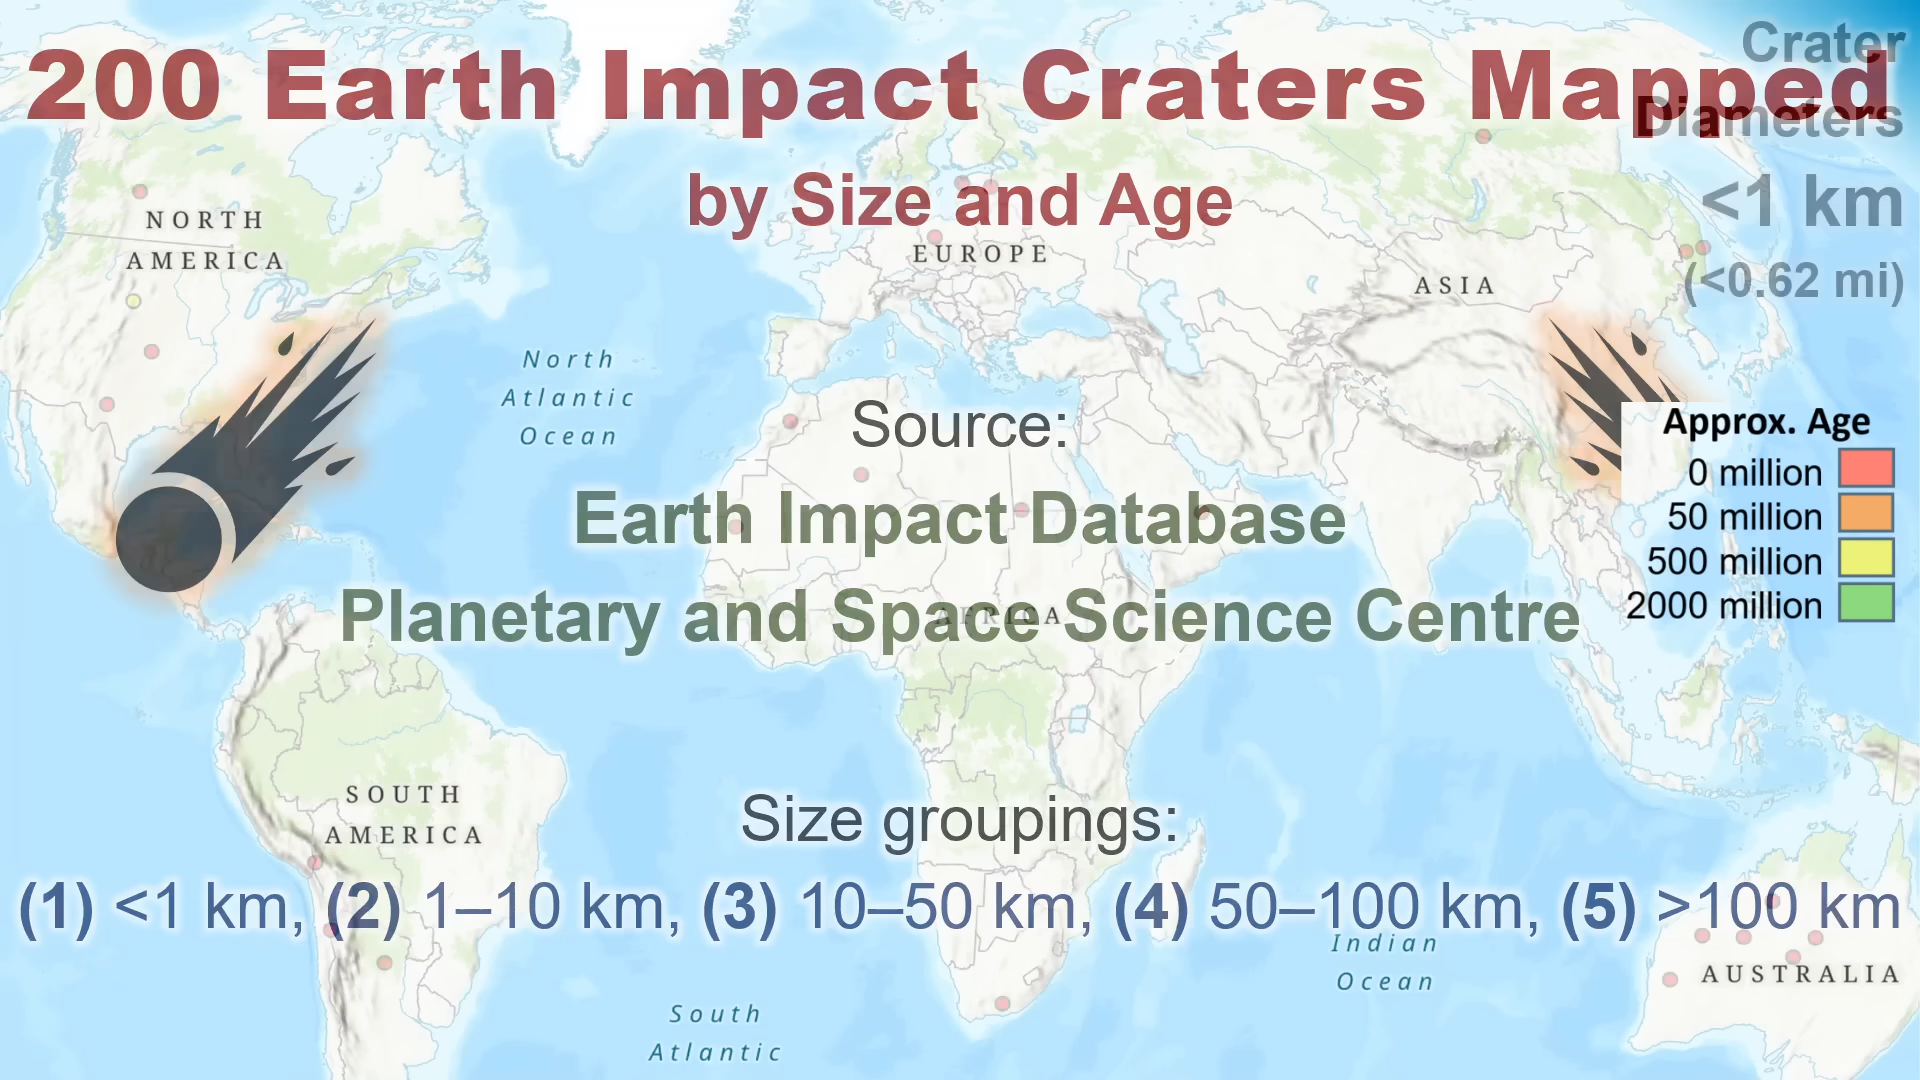 200 Earth Impact Craters Mapped
by Size and Age
Crater
Diameters
<1 km
(<0.62 mi)
NORTH
AMERICA
EUROPE
ASIA
North
Atlantic
Ocean
Source:
Earth Impact Database
Planetary and Space Science Centre
AFRICA
Approx. Age
0 million
50 million
500 million
2000 million
SOUTH
AMERICA
Size groupings:
(1) <1 km, (2) 1–10 km, (3) 10–50 km, (4) 50–100 km, (5) >100 km
Indian
Ocean
AUSTRALIA
South
Atlantic